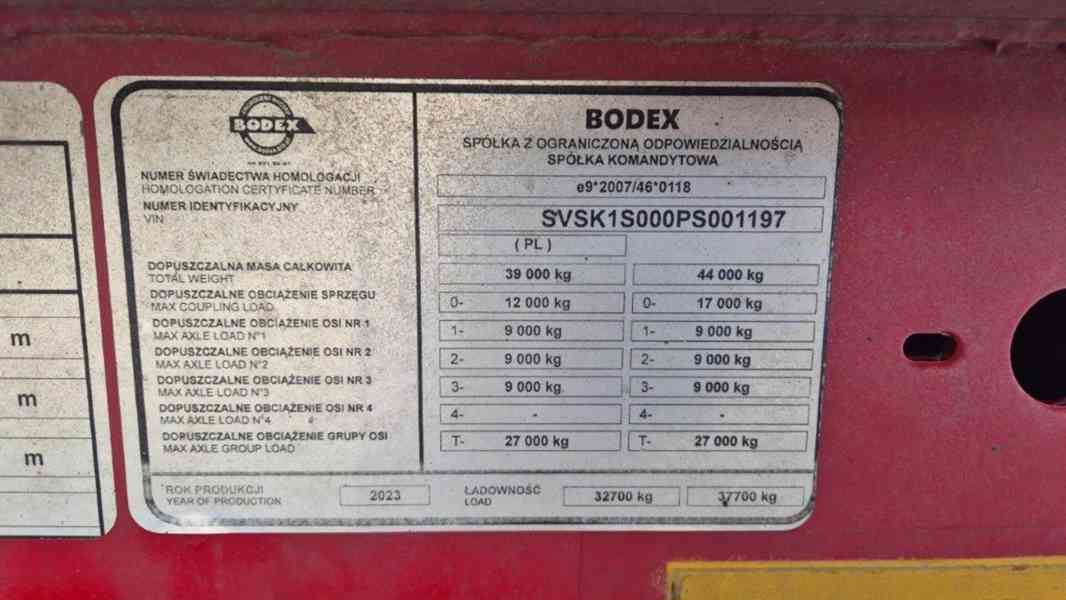 m
m
m
BODEX
BODEX
SPÓŁKA Z OGRANICZONĄ ODPOWIEDZIALNOŚCIĄ
SPÓŁKA KOMANDYTOWA
NUMER ŚWIADECTWA HOMOLOGACJI
HOMOLOGATION CERTYFICATE NUMBER
e9*2007/46*0118
NUMER IDENTYFIKACYJNY
VIN
SVSK1S000PS001197
( PL )
DOPUSZCZALNA MASA CAŁKOWITA
TOTAL WEIGHT
39 000 kg 44 000 kg
DOPUSZCZALNE OBCIĄŻENIE SPRZĘGU
MAX COUPLING LOAD
0- 12 000 kg 0- 17 000 kg
DOPUSZCZALNE OBCIĄŻENIE OSI NR 1
MAX AXLE LOAD N°1
1- 9 000 kg 1- 9 000 kg
DOPUSZCZALNE OBCIĄŻENIE OSI NR 2
MAX AXLE LOAD N°2
2- 9 000 kg 2- 9 000 kg
DOPUSZCZALNE OBCIĄŻENIE OSI NR 3
MAX AXLE LOAD N°3
3- 9 000 kg 3- 9 000 kg
DOPUSZCZALNE OBCIĄŻENIE OSI NR 4
MAX AXLE LOAD N°4
4- - 4- -
DOPUSZCZALNE OBCIĄŻENIE GRUPY OSI
MAX AXLE GROUP LOAD
T- 27 000 kg T- 27 000 kg
ROK PRODUKCJI
YEAR OF PRODUCTION
2023
ŁADOWNOŚĆ
LOAD
32700 kg 37700 kg